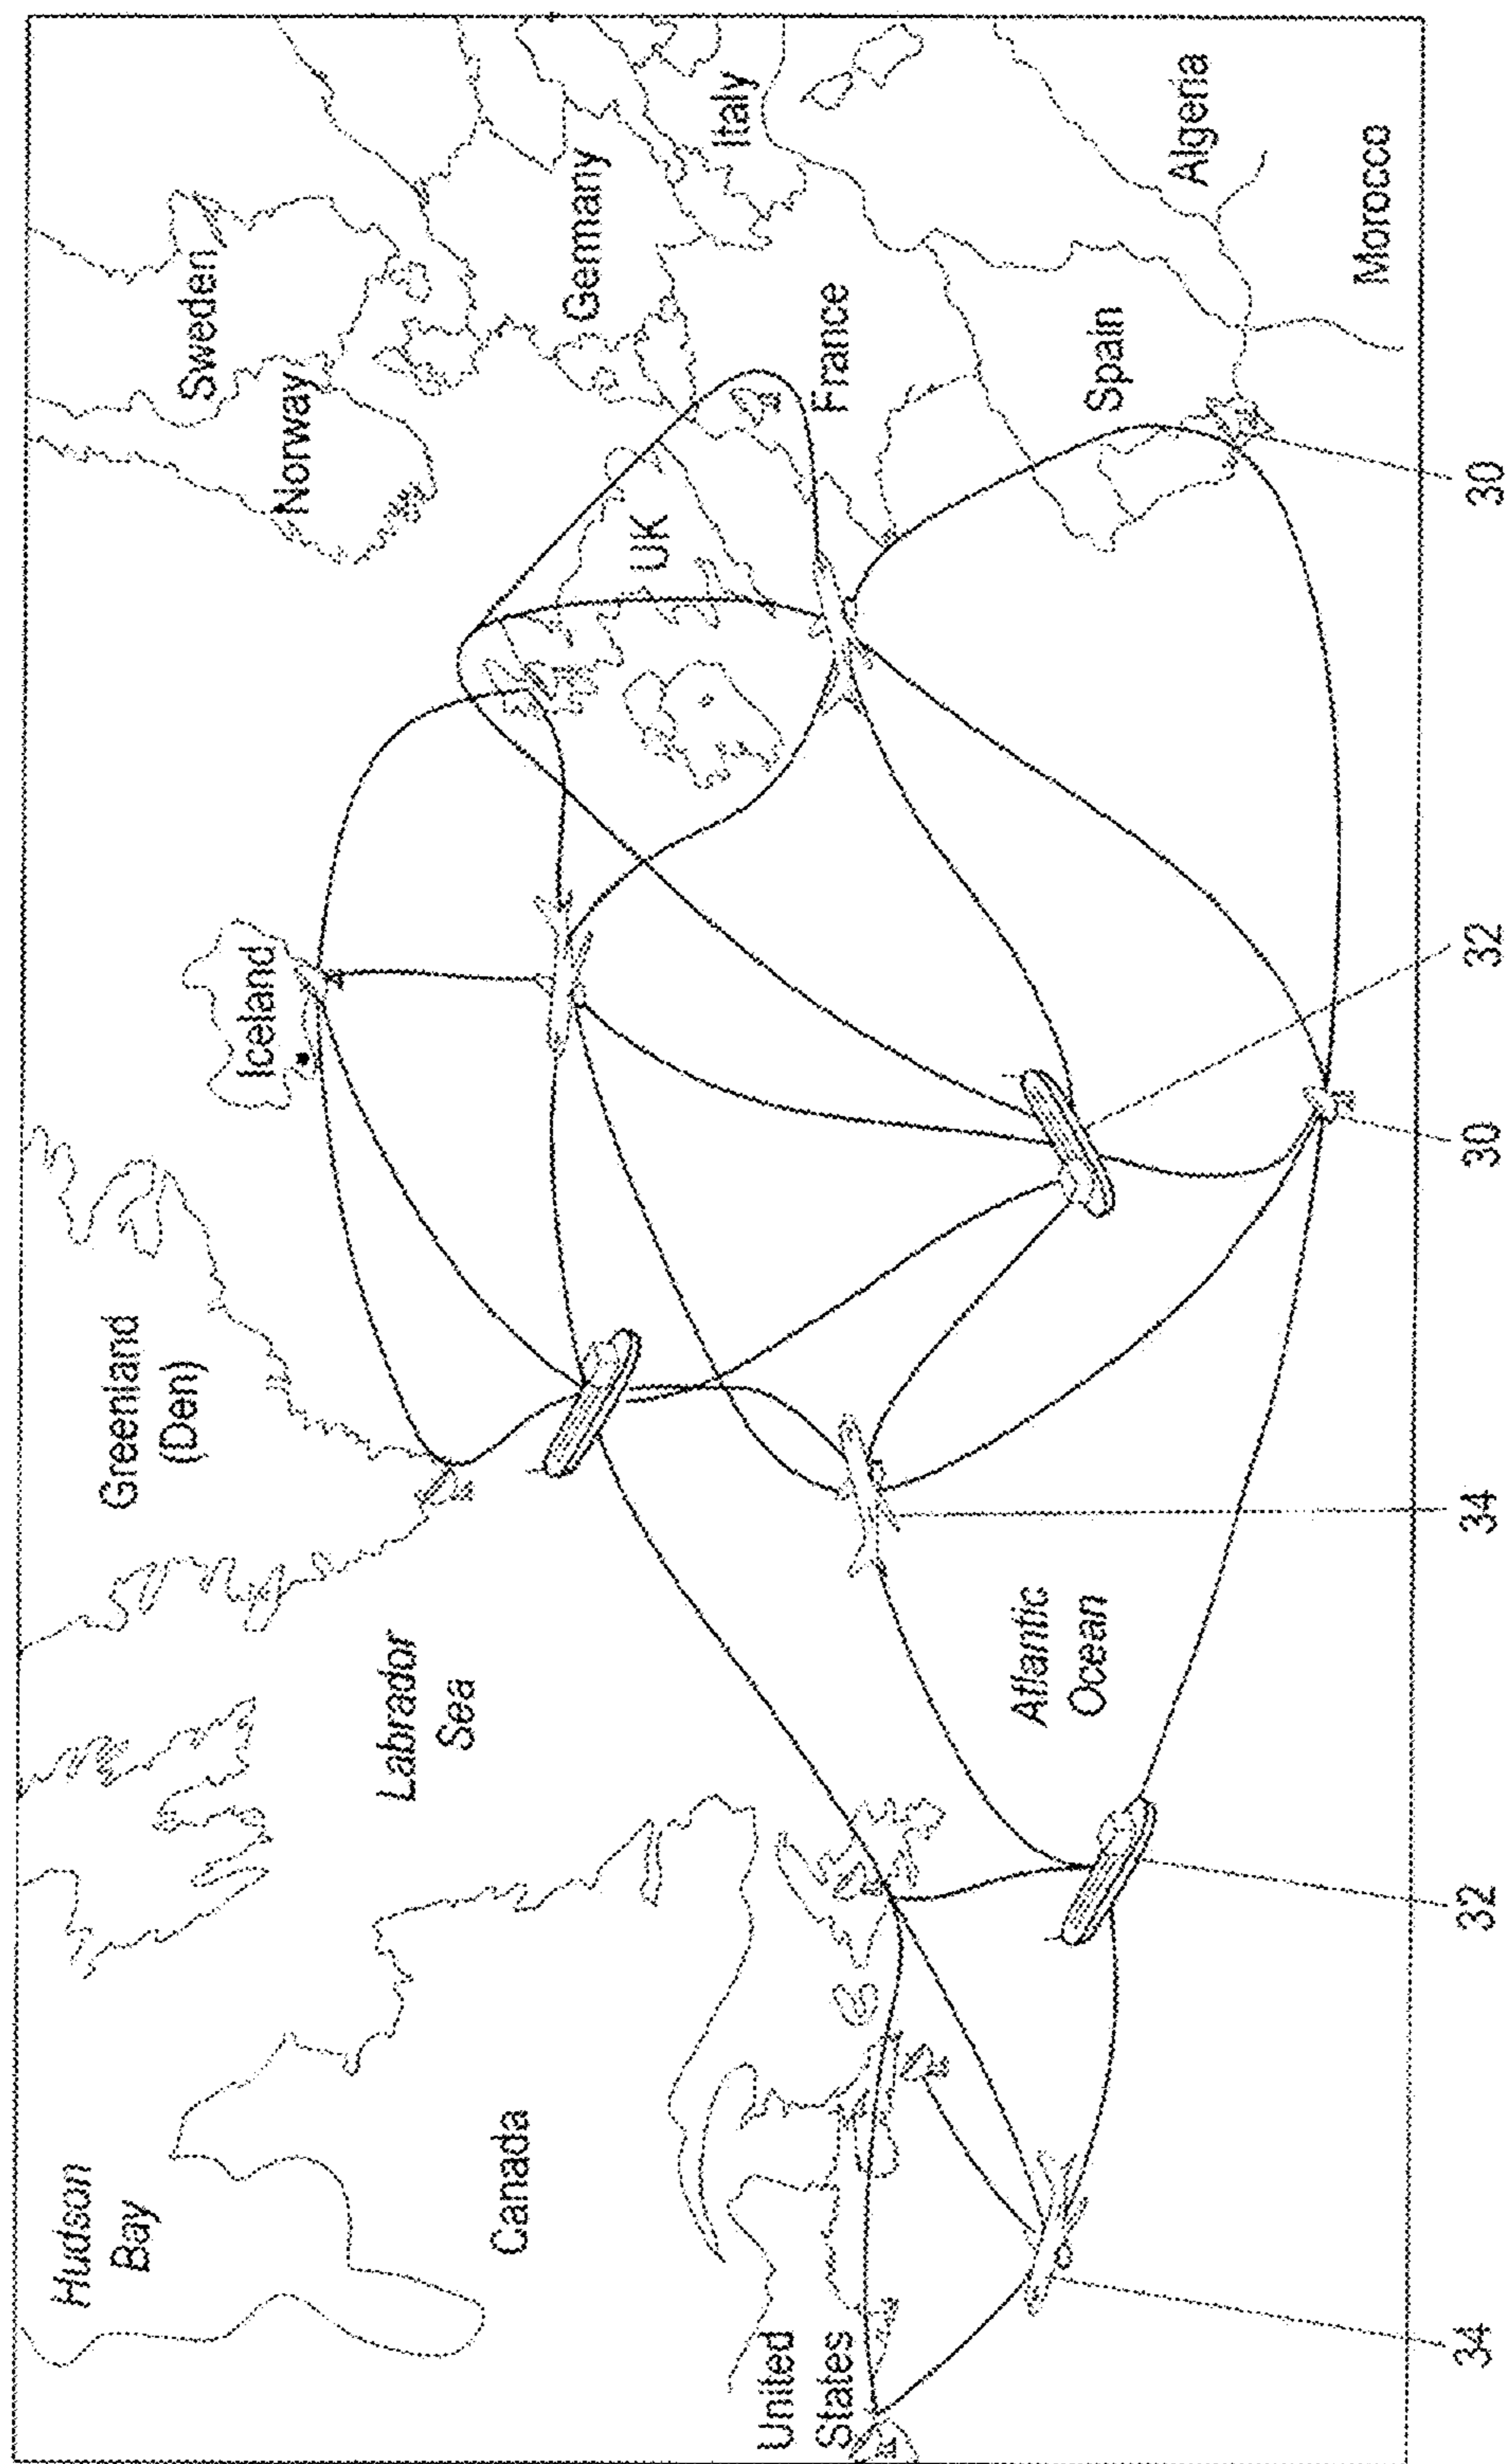 Hudson
Bay
Greenland
(Den)
Iceland
Sweden
Norway
Labrador
Sea
Canada
UK
Germany
United
States
Atlantic
Ocean
France
Italy
Spain
Algeria
Morocco
34
32
34
30
32
30